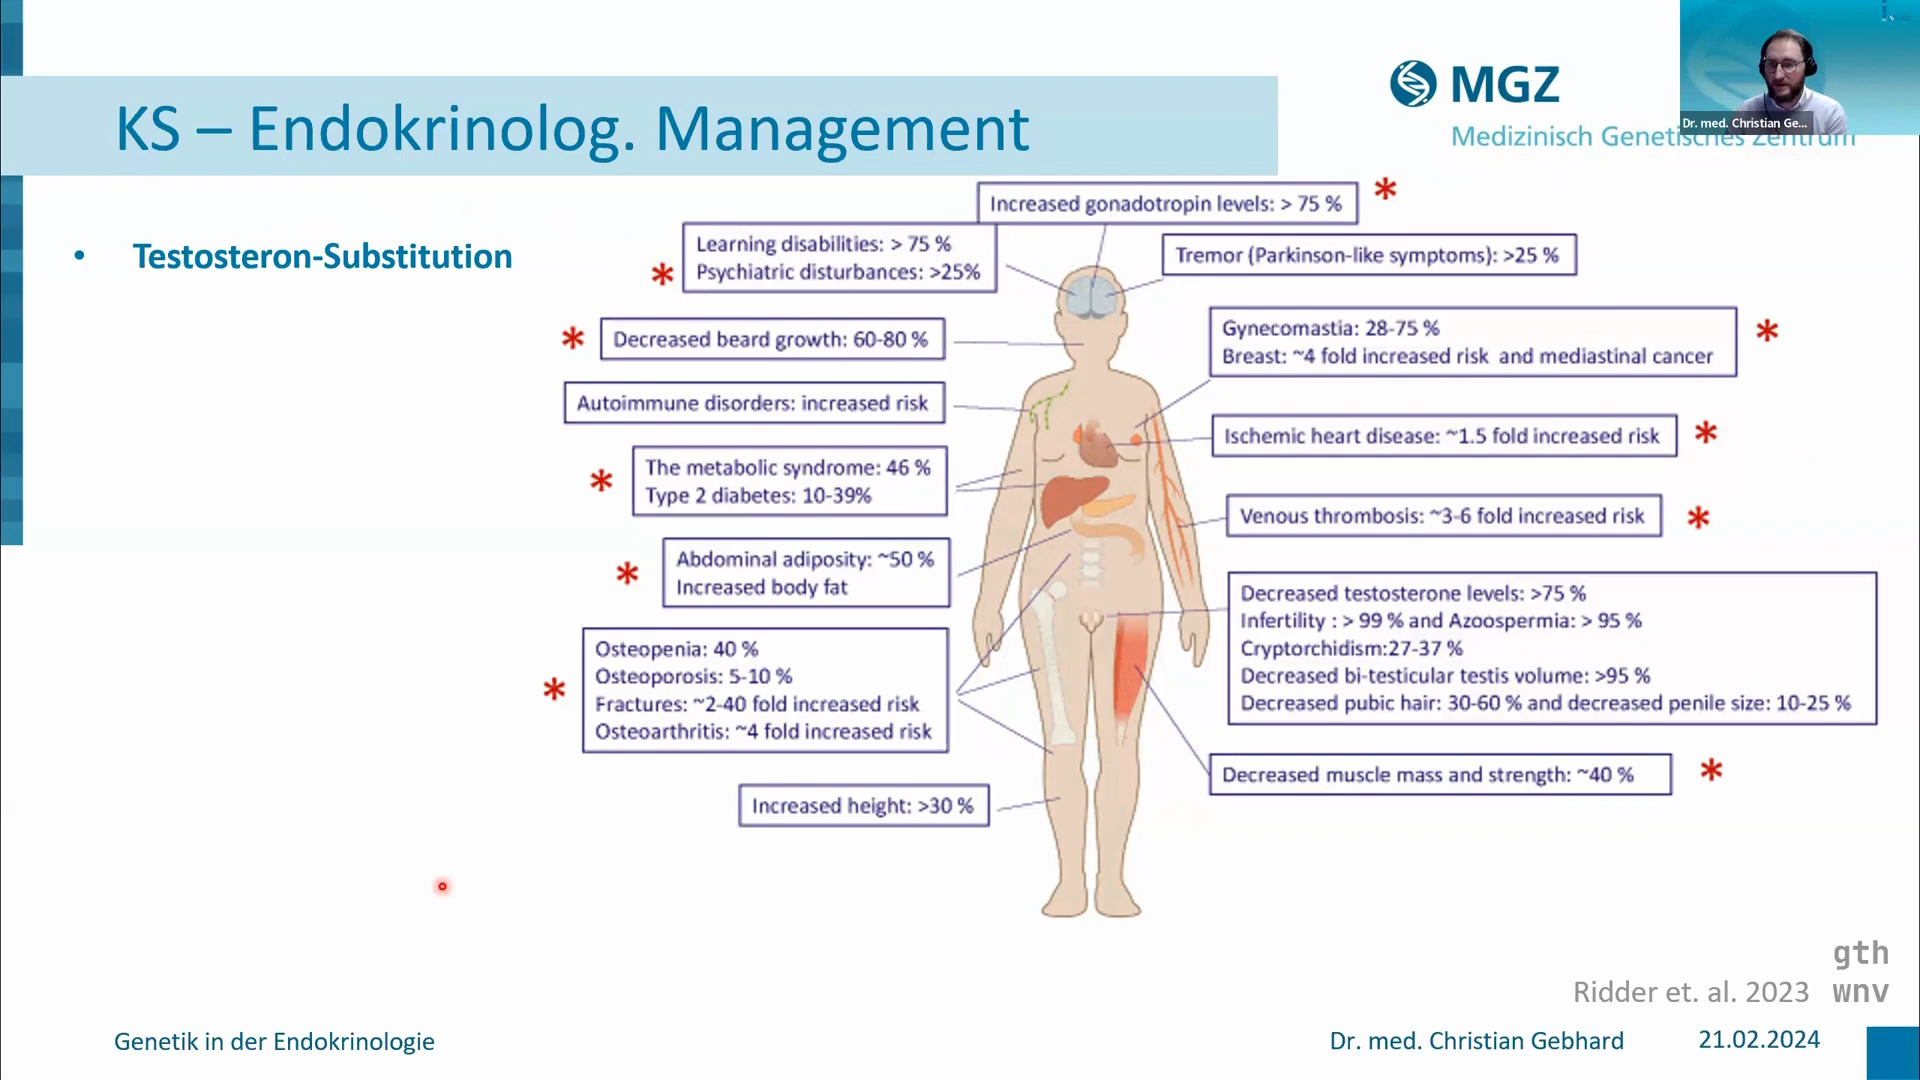 KS – Endokrinolog. Management
MGZ
Medizinisch Genetisches Zentrum
Dr. med. Christian Ge...
• Testosteron-Substitution
Increased gonadotropin levels: > 75 % *
Learning disabilities: > 75 %
* Psychiatric disturbances: >25%
Tremor (Parkinson-like symptoms): >25 %
* Decreased beard growth: 60-80 %
Gynecomastia: 28-75 % *
Breast: ~4 fold increased risk and mediastinal cancer
Autoimmune disorders: increased risk
Ischemic heart disease: ~1.5 fold increased risk *
The metabolic syndrome: 46 %
* Type 2 diabetes: 10-39%
Venous thrombosis: ~3-6 fold increased risk *
Abdominal adiposity: ~50 %
* Increased body fat
Decreased testosterone levels: >75 %
Infertility : > 99 % and Azoospermia: > 95 %
Cryptorchidism:27-37 %
Decreased bi-testicular testis volume: >95 %
Decreased pubic hair: 30-60 % and decreased penile size: 10-25 %
Osteopenia: 40 %
Osteoporosis: 5-10 %
* Fractures: ~2-40 fold increased risk
Osteoarthritis: ~4 fold increased risk
Decreased muscle mass and strength: ~40 % *
Increased height: >30 %
gth
Ridder et. al. 2023 wnv
Genetik in der Endokrinologie
Dr. med. Christian Gebhard
21.02.2024